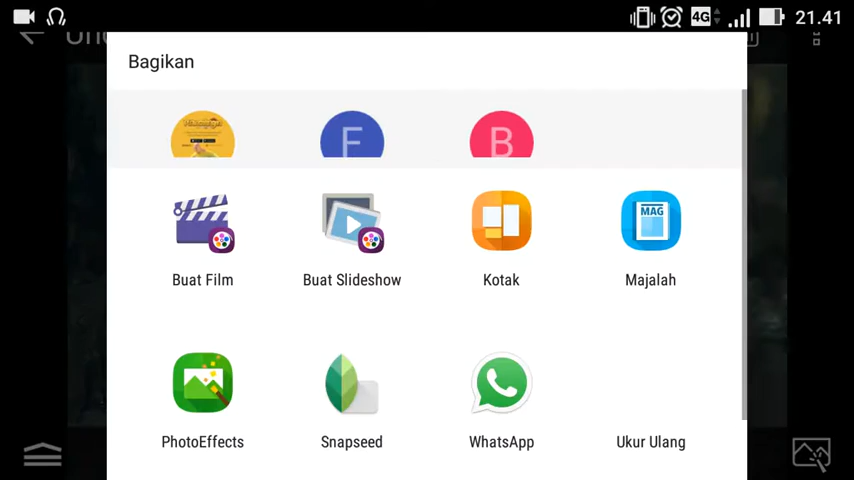 4G
21.41
Bagikan
F
B
MAG
Buat Film
Buat Slideshow
Kotak
Majalah
PhotoEffects
Snapseed
WhatsApp
Ukur Ulang